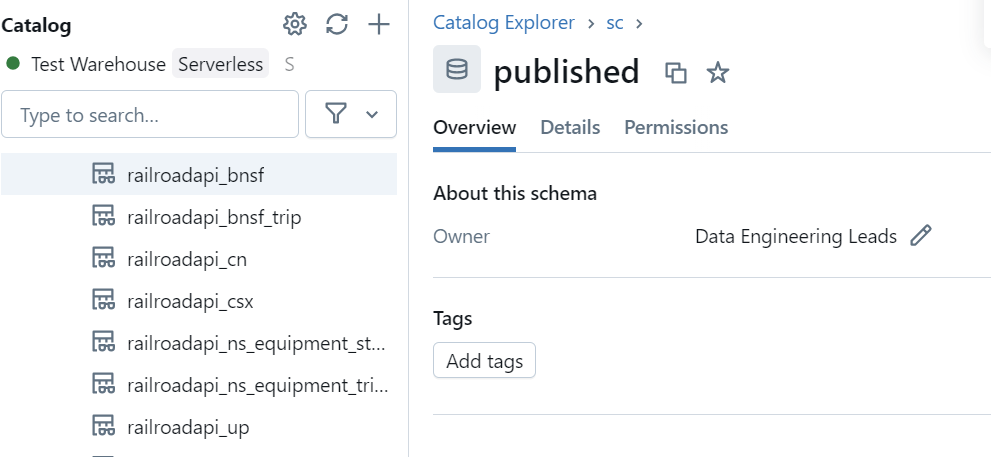 Catalog
Test Warehouse Serverless S
Type to search...
railroadapi_bnsf
railroadapi_bnsf_trip
railroadapi_cn
railroadapi_csx
railroadapi_ns_equipment_st...
railroadapi_ns_equipment_tri...
railroadapi_up
Catalog Explorer > sc >
published
Overview Details Permissions
About this schema
Owner Data Engineering Leads
Tags
Add tags